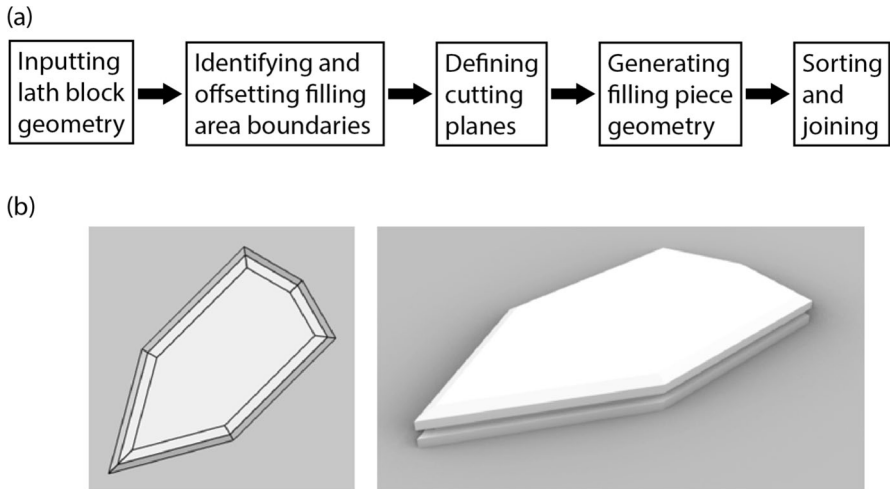 (a)
Inputting
lath block
geometry
Identifying and
offsetting filling
area boundaries
Defining
cutting
planes
Generating
filling piece
geometry
Sorting
and
joining
(b)